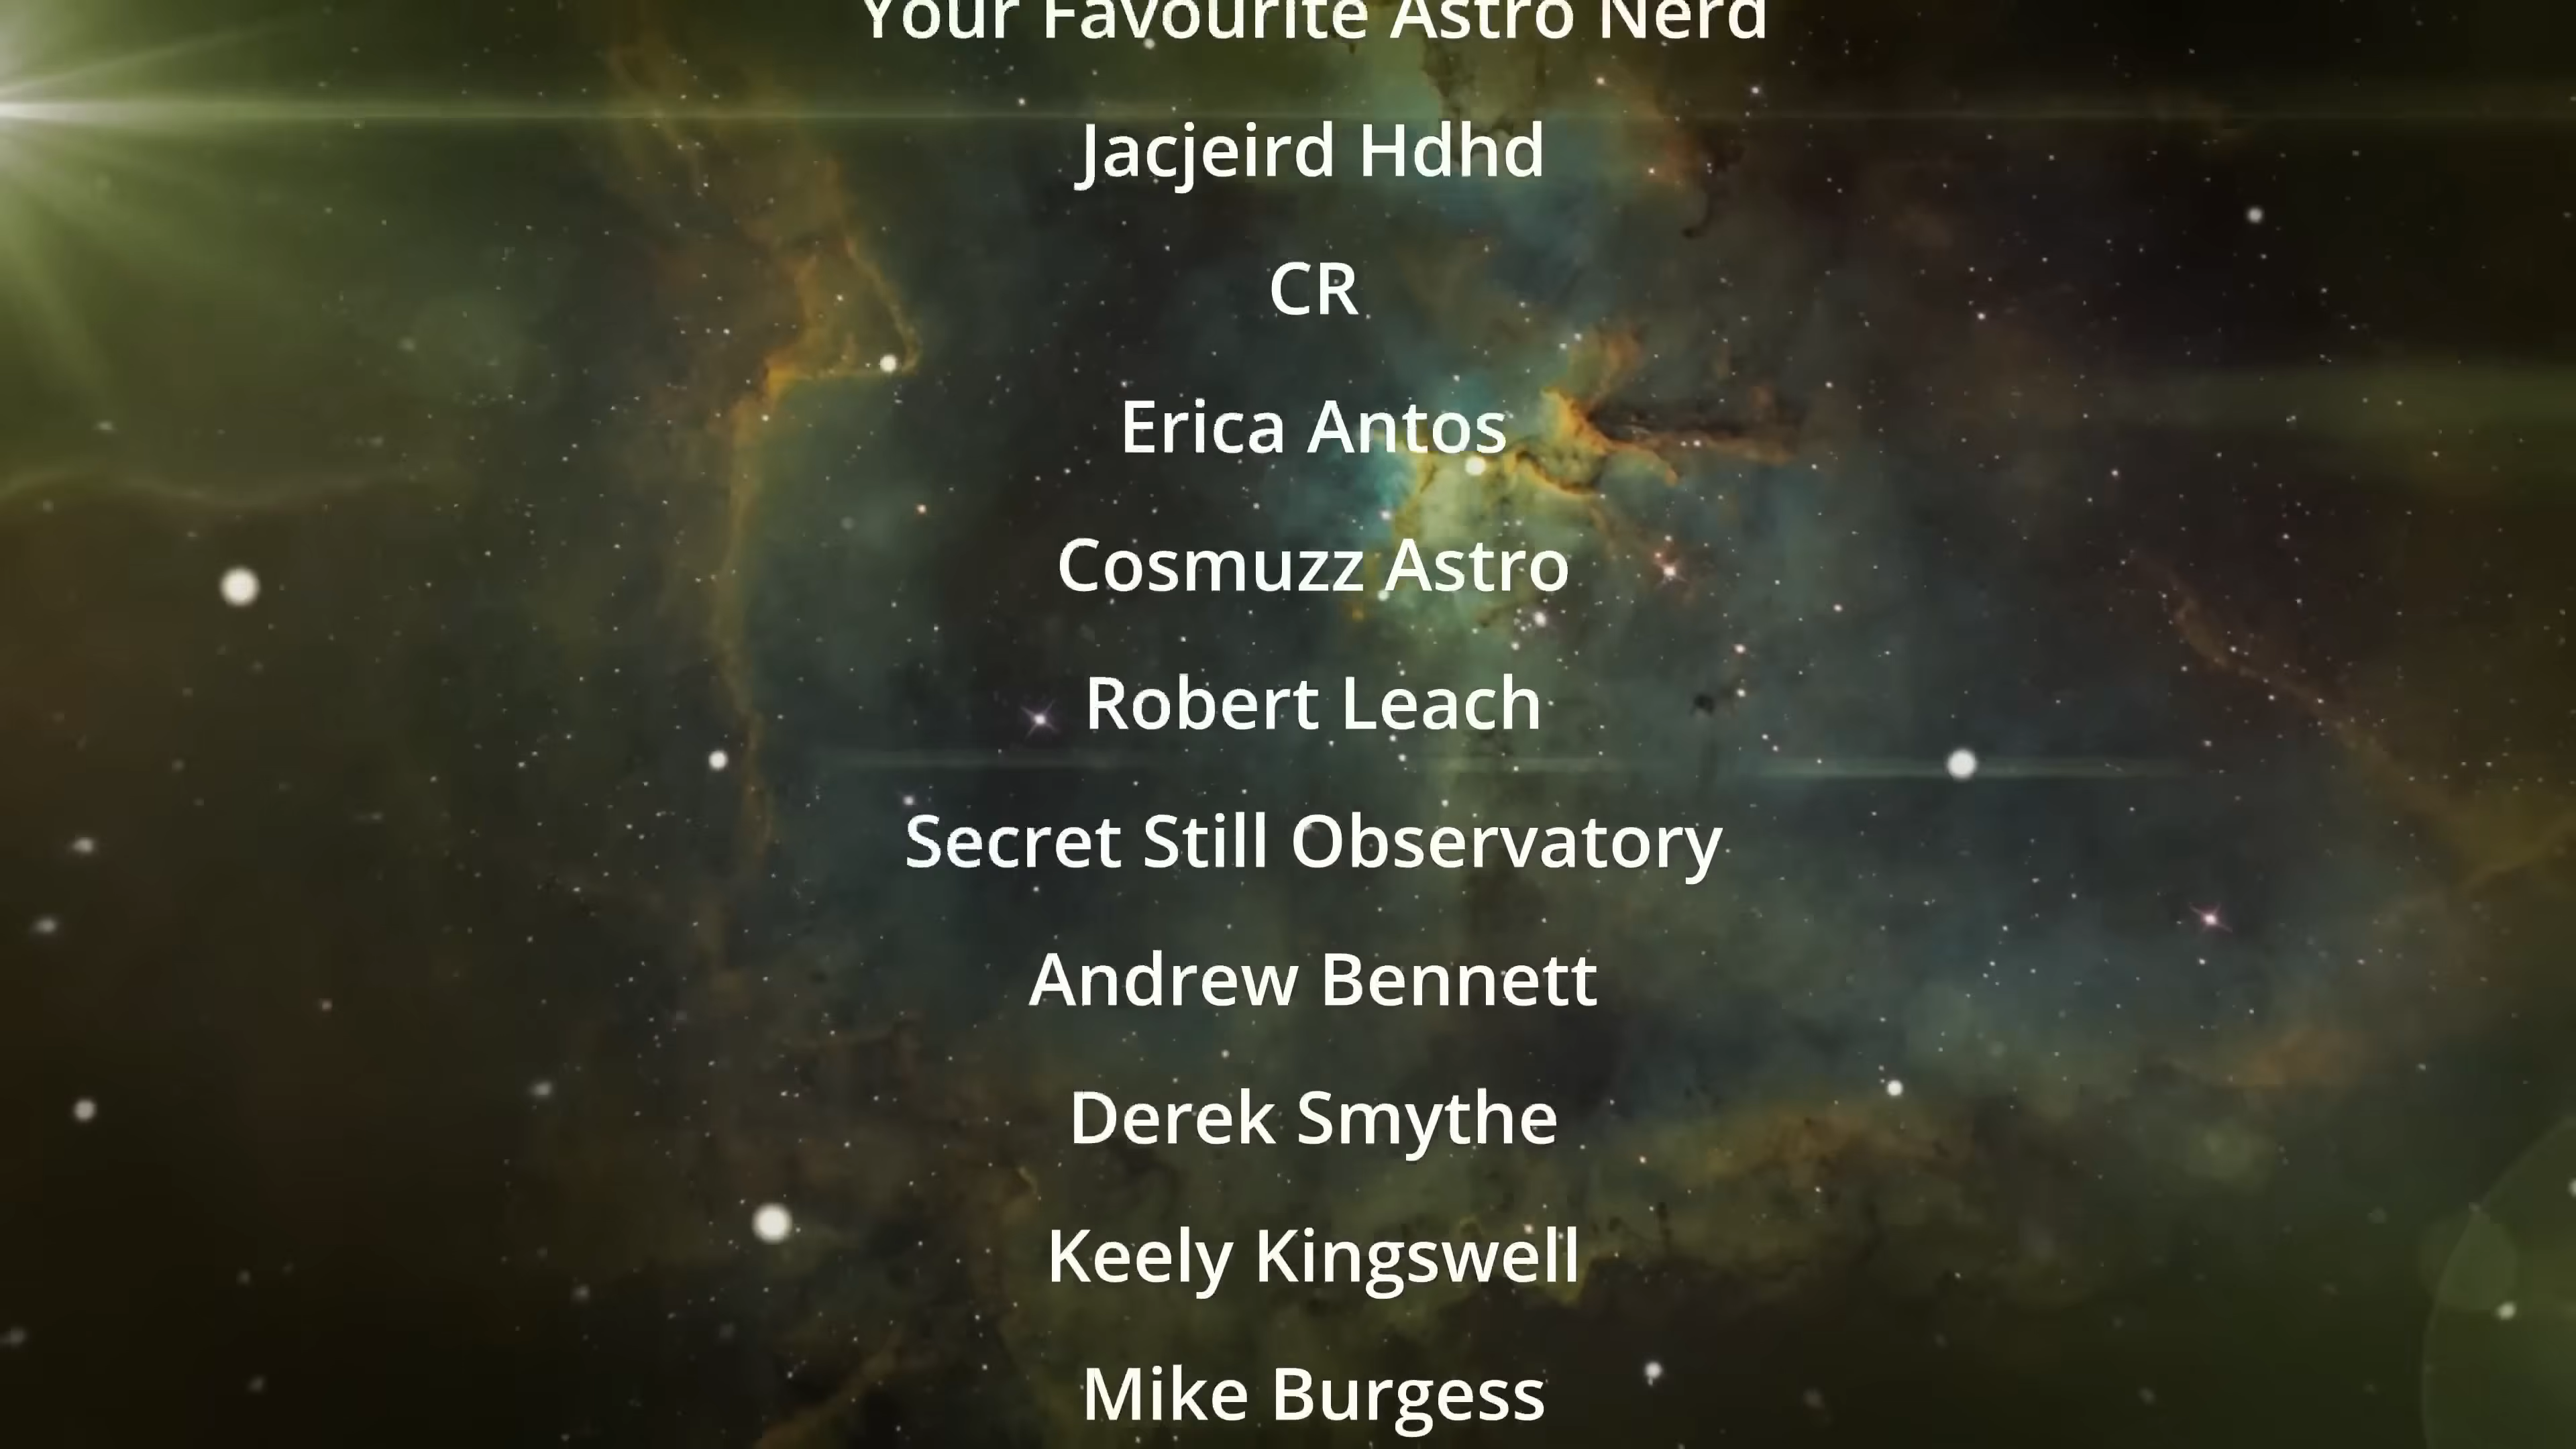 Your Favourite Astro Nerd
Jacjeird Hdhd
CR
Erica Antos
Cosmuzz Astro
Robert Leach
Secret Still Observatory
Andrew Bennett
Derek Smythe
Keely Kingswell
Mike Burgess